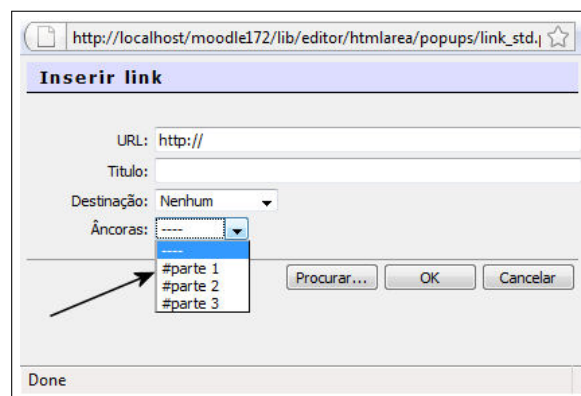 http://localhost/moodle172/lib/editor/htmlarea/popups/link_std.
Inserir link
URL: http://
Titulo:
Destinação: Nenhum
Âncoras: ----
----
#parte 1
#parte 2
#parte 3
Procurar... OK Cancelar
Done